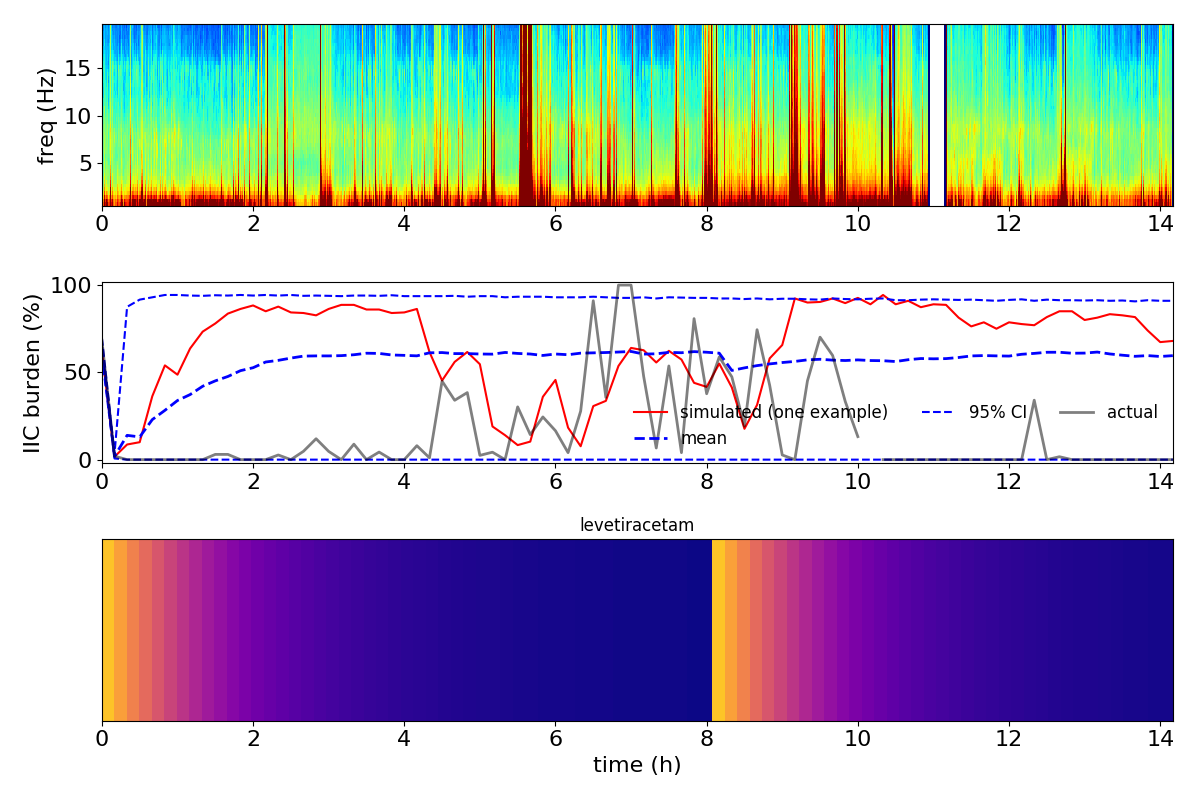 freq (Hz)
15
10
5
0 2 4 6 8 10 12 14
IIC burden (%)
100
50
0
simulated (one example)
mean
95% CI
actual
0 2 4 6 8 10 12 14
levetiracetam
0 2 4 6 8 10 12 14
time (h)